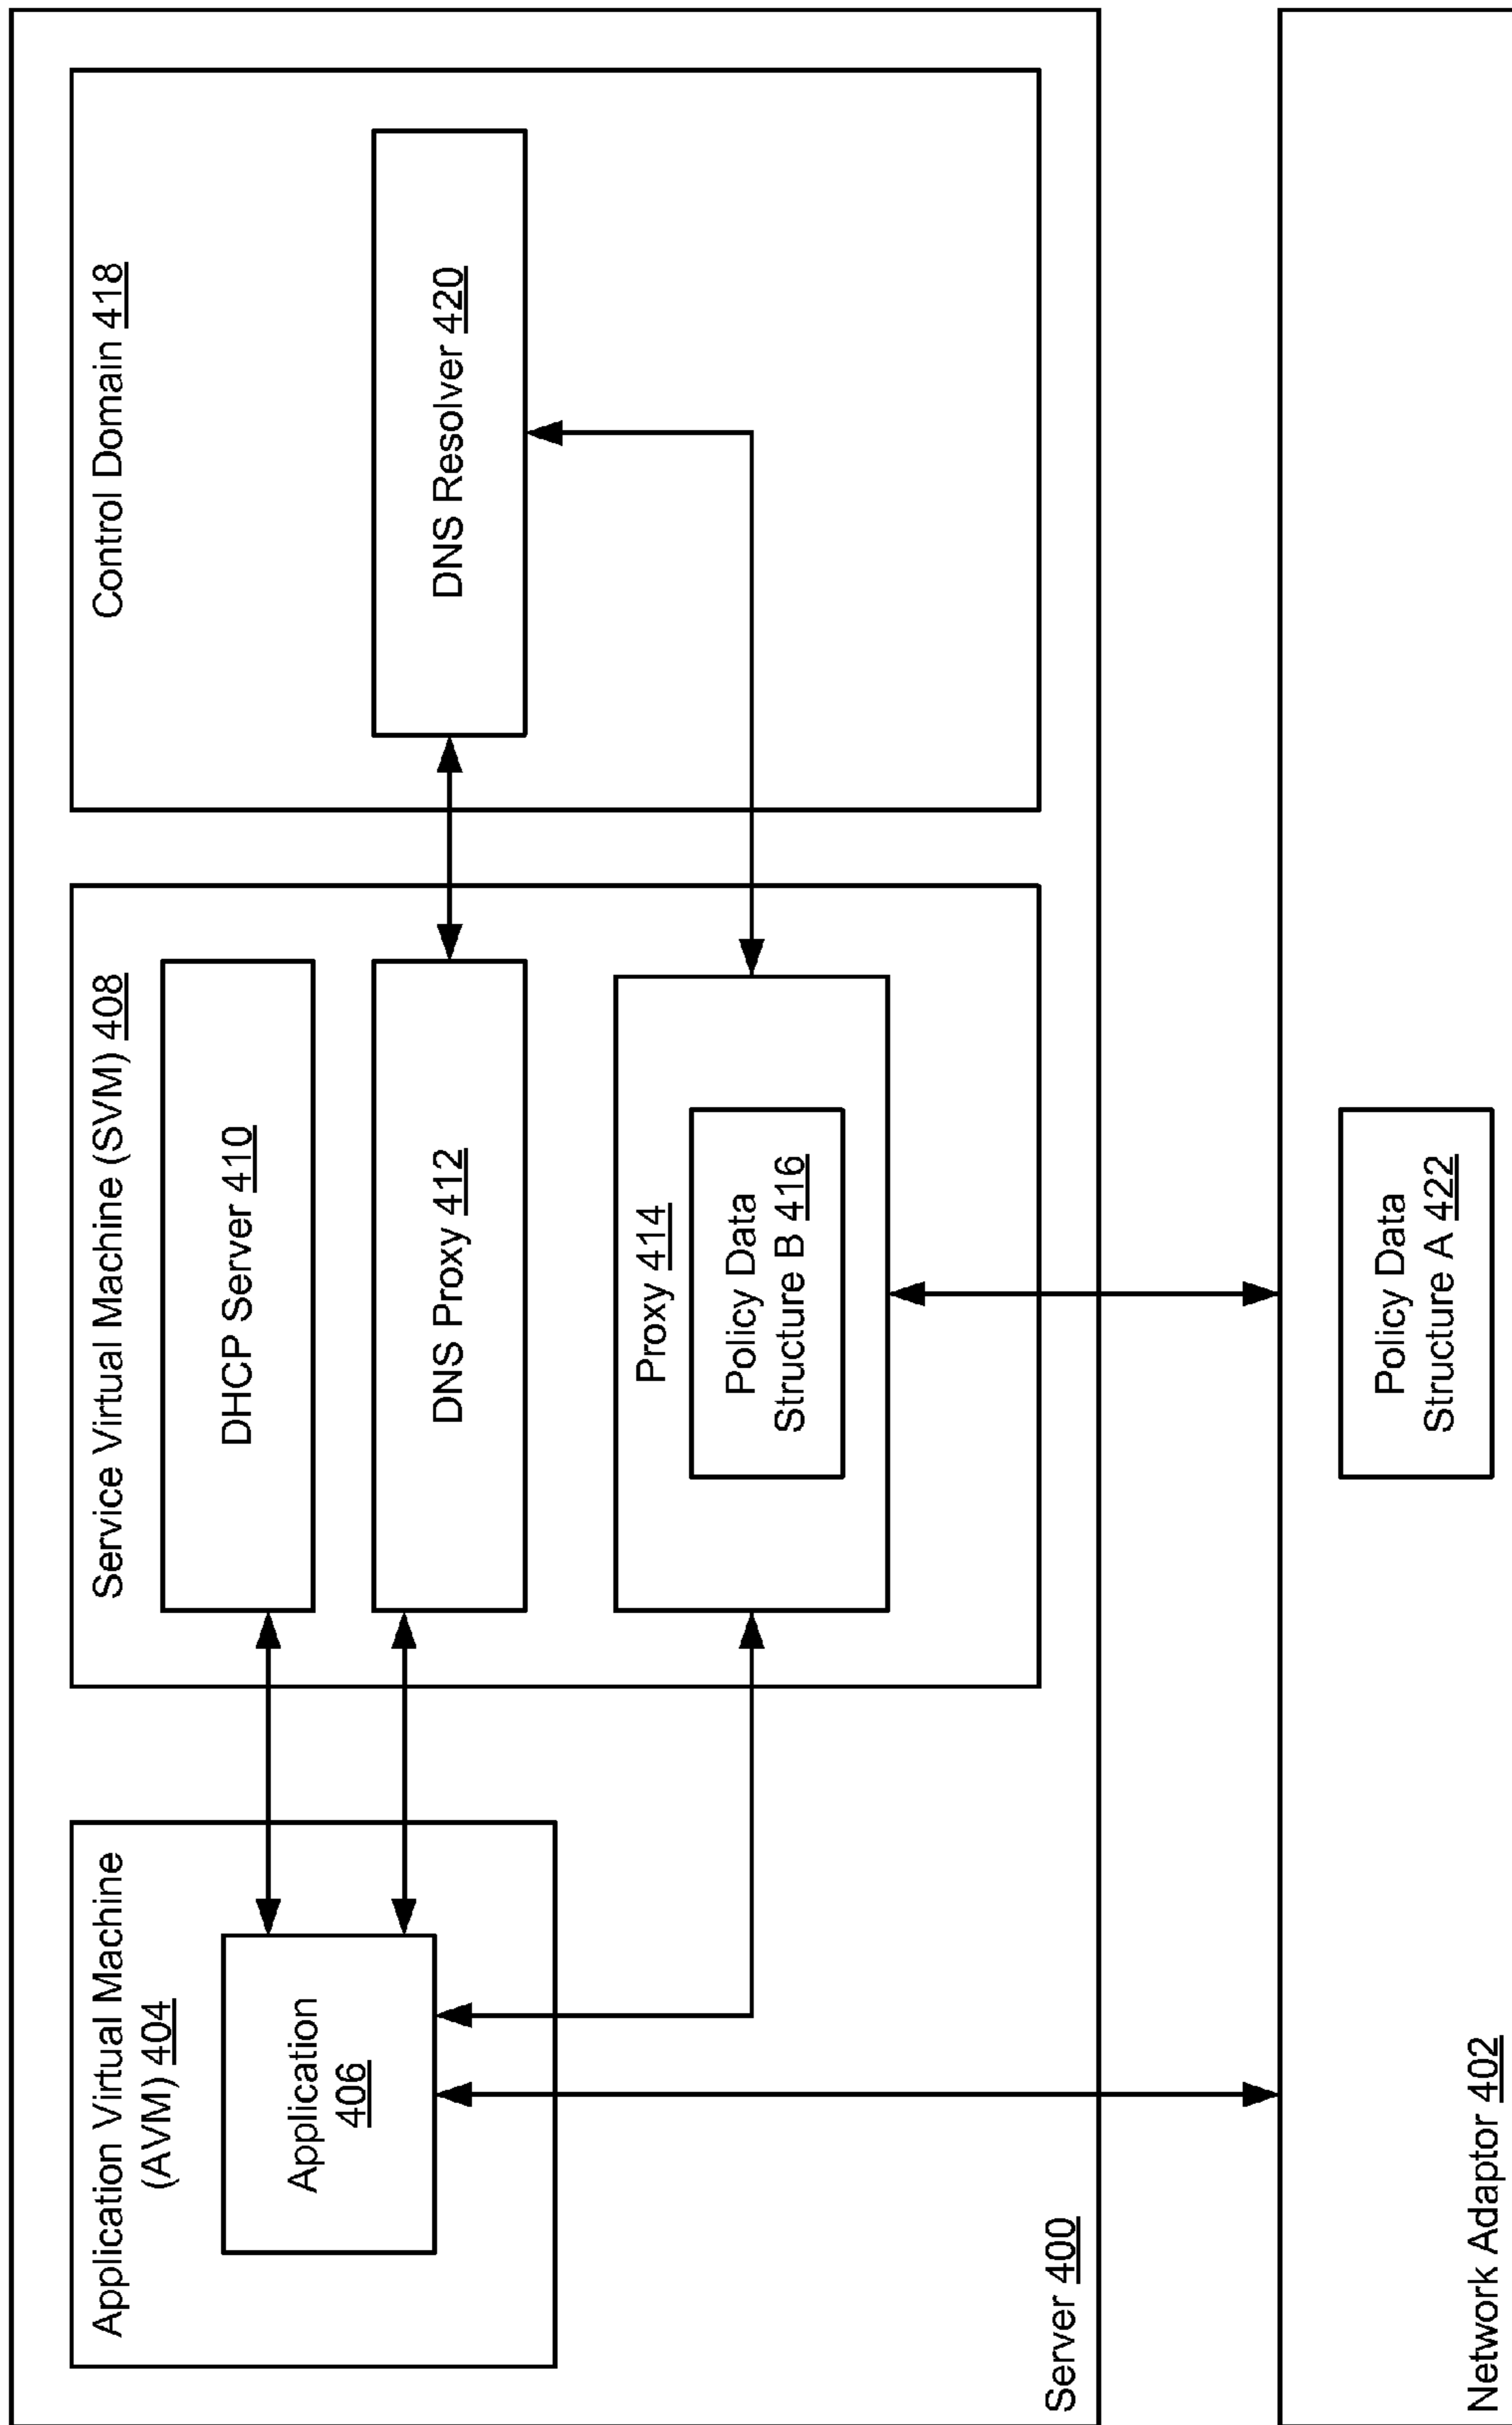 Application Virtual Machine
(AVM) 404
Application
406
Service Virtual Machine (SVM) 408
DHCP Server 410
DNS Proxy 412
Proxy 414
Policy Data
Structure B 416
Control Domain 418
DNS Resolver 420
Server 400
Policy Data
Structure A 422
Network Adaptor 402